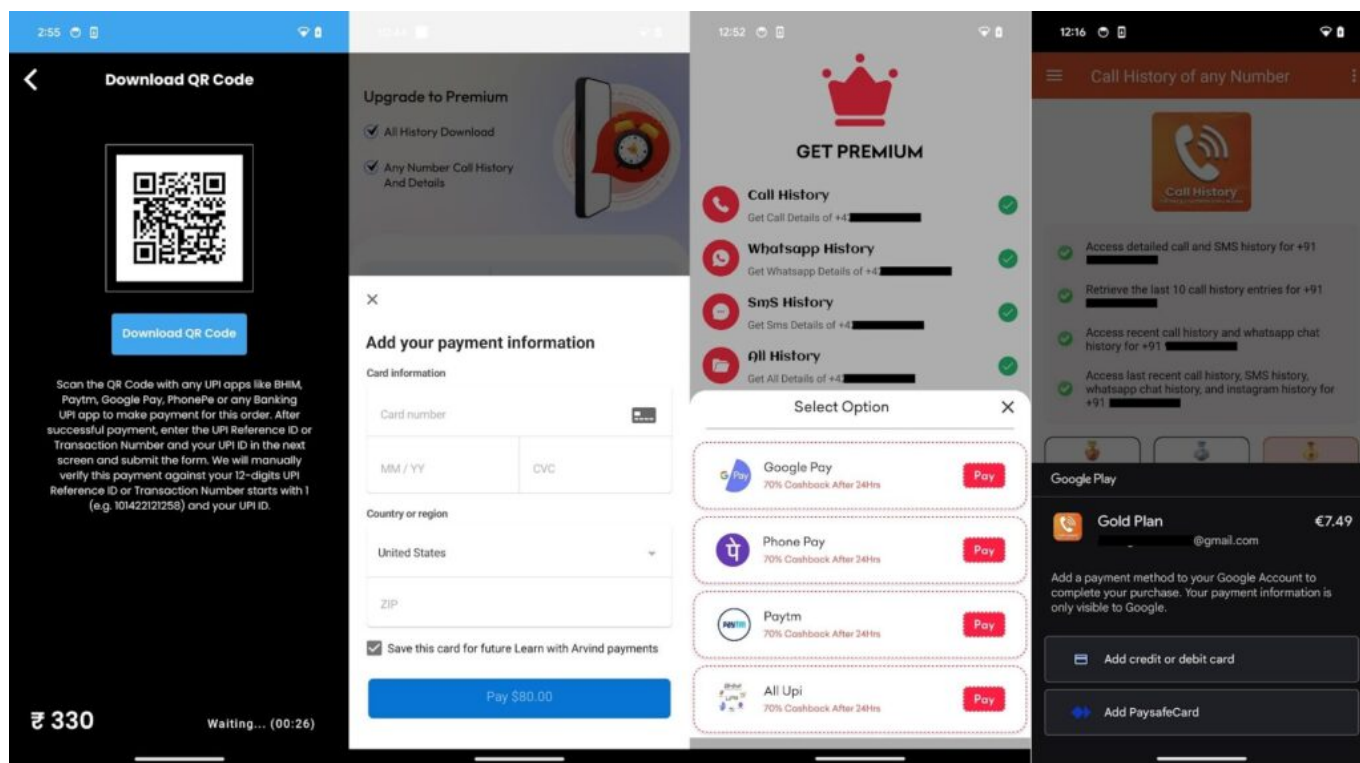 2:55
Download QR Code
Download QR Code
Scan the QR Code with any UPI apps like BHIM,
Paytm, Google Pay, PhonePe or any Banking
UPI app to make payment for this order. After
successful payment, enter the UPI Reference ID or
Transaction Number and your UPI ID in the next
screen and submit the form. We will manually
verify this payment against your 12-digits UPI
Reference ID or Transaction Number starts with 1
(e.g. 101422121258) and your UPI ID.
₹ 330
Waiting... (00:26)
Upgrade to Premium
All History Download
Any Number Call History
And Details
Add your payment information
Card information
Card number
MM / YY
CVC
Country or region
United States
ZIP
Save this card for future Learn with Arvind payments
Pay $80.00
12:52
GET PREMIUM
Call History
Get Call Details of +4
Whatsapp History
Get Whatsapp Details of +4
SmS History
Get Sms Details of +4
All History
Get All Details of +4
Select Option
G Pay
Google Pay
70% Cashback After 24Hrs
Pay
पे
Phone Pay
70% Cashback After 24Hrs
Pay
Paytm
Paytm
70% Cashback After 24Hrs
Pay
All Upi
70% Cashback After 24Hrs
Pay
12:16
Call History of any Number
Call History
Access detailed call and SMS history for +91
Retrieve the last 10 call history entries for +91
Access recent call history and whatsapp chat
history for +91
Access last recent call history, SMS history,
whatsapp chat history, and instagram history for
+91
Google Play
Gold Plan
€7.49
@gmail.com
Add a payment method to your Google Account to
complete your purchase. Your payment information is
only visible to Google.
Add credit or debit card
Add PaysafeCard